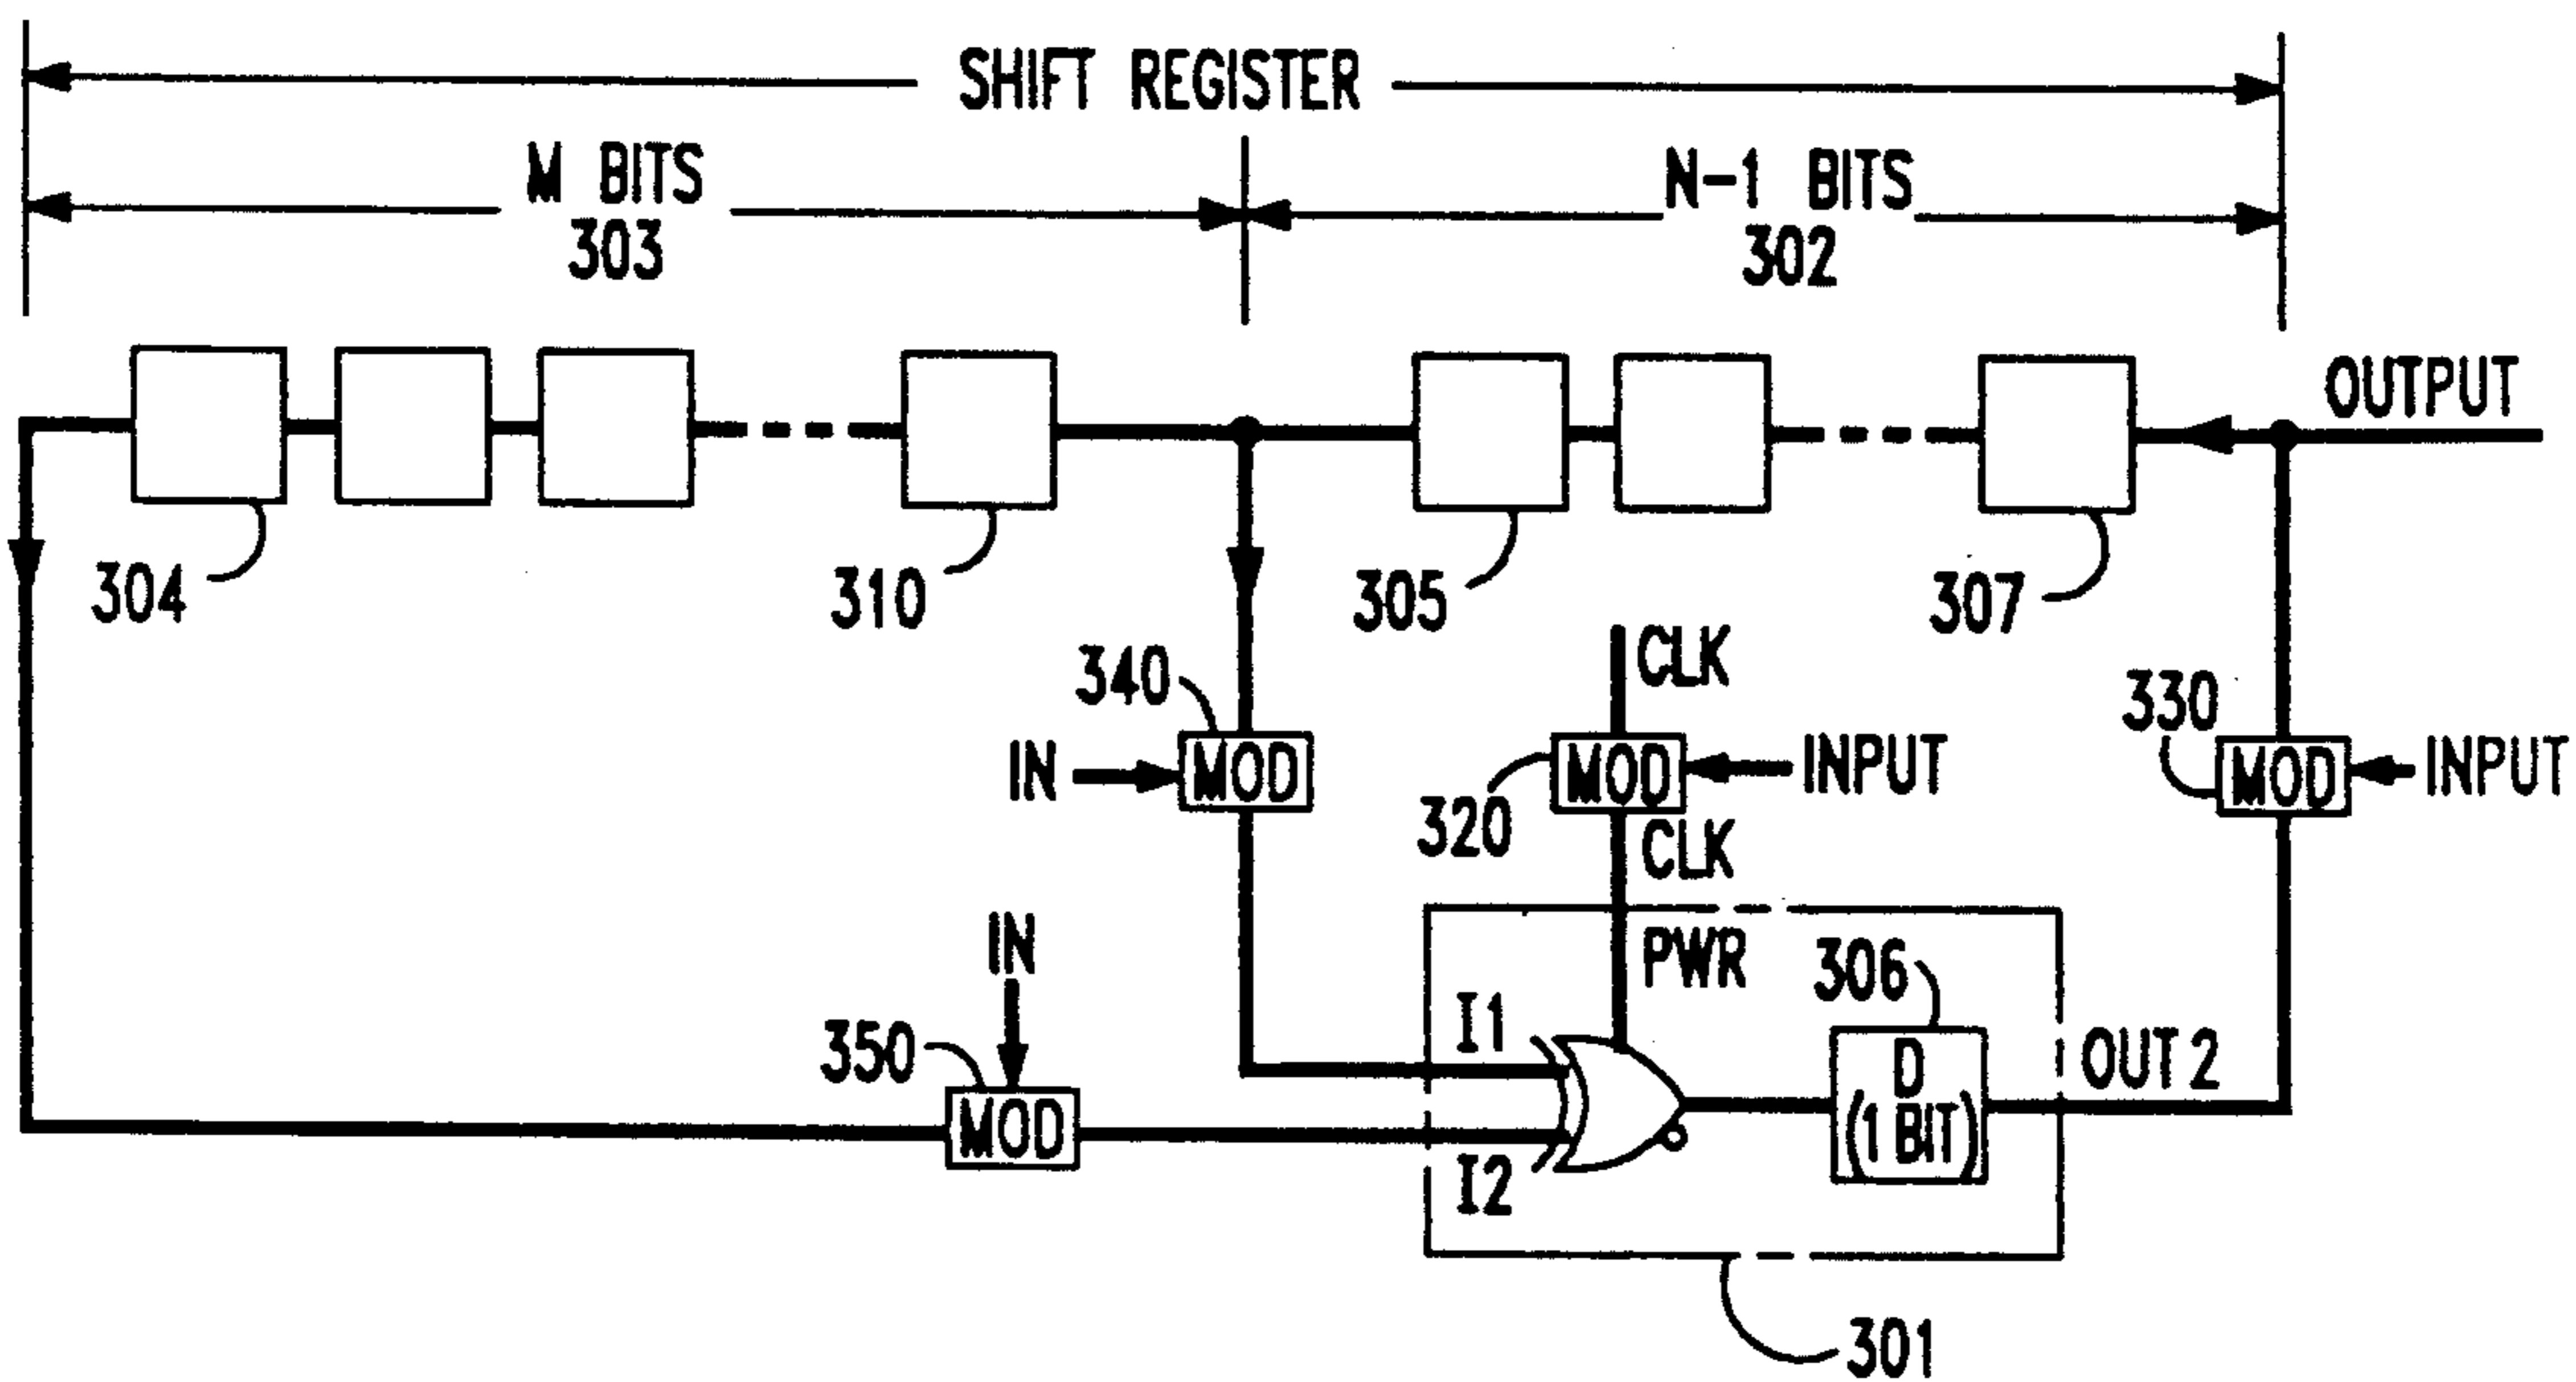 SHIFT REGISTER
M BITS
303
N-1 BITS
302
OUTPUT
304
310
305
307
340
CLK
330
IN
MOD
MOD
INPUT
MOD
INPUT
320
CLK
IN
PWR
306
I1
350
D
(1 BIT)
OUT 2
MOD
I2
301